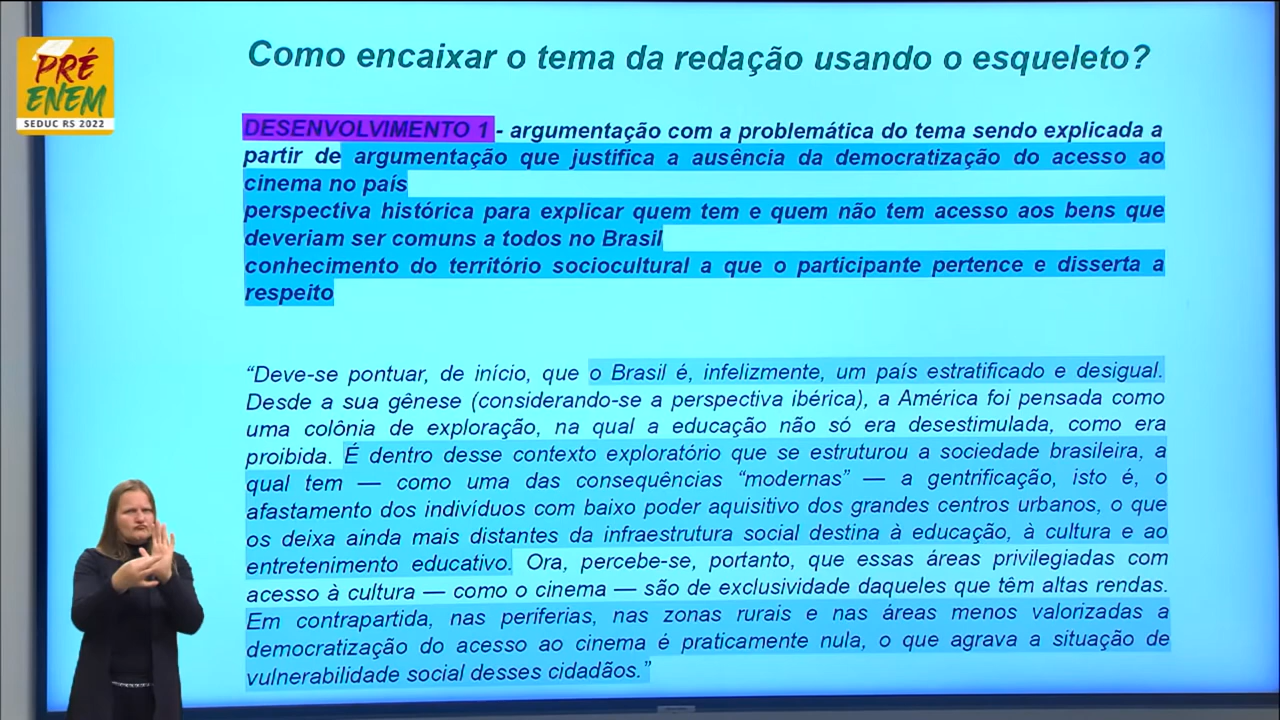 PRÉ
ENEM
SEDUC RS 2022
Como encaixar o tema da redação usando o esqueleto?
DESENVOLVIMENTO 1 - argumentação com a problemática do tema sendo explicada a
partir de argumentação que justifica a ausência da democratização do acesso ao
cinema no país
perspectiva histórica para explicar quem tem e quem não tem acesso aos bens que
deveriam ser comuns a todos no Brasil
conhecimento do território sociocultural a que o participante pertence e disserta a
respeito
“Deve-se pontuar, de início, que o Brasil é, infelizmente, um país estratificado e desigual.
Desde a sua gênese (considerando-se a perspectiva ibérica), a América foi pensada como
uma colônia de exploração, na qual a educação não só era desestimulada, como era
proibida. É dentro desse contexto exploratório que se estruturou a sociedade brasileira, a
qual tem — como uma das consequências “modernas” — a gentrificação, isto é, o
afastamento dos indivíduos com baixo poder aquisitivo dos grandes centros urbanos, o que
os deixa ainda mais distantes da infraestrutura social destina à educação, à cultura e ao
entretenimento educativo. Ora, percebe-se, portanto, que essas áreas privilegiadas com
acesso à cultura — como o cinema — são de exclusividade daqueles que têm altas rendas.
Em contrapartida, nas periferias, nas zonas rurais e nas áreas menos valorizadas a
democratização do acesso ao cinema é praticamente nula, o que agrava a situação de
vulnerabilidade social desses cidadãos.”